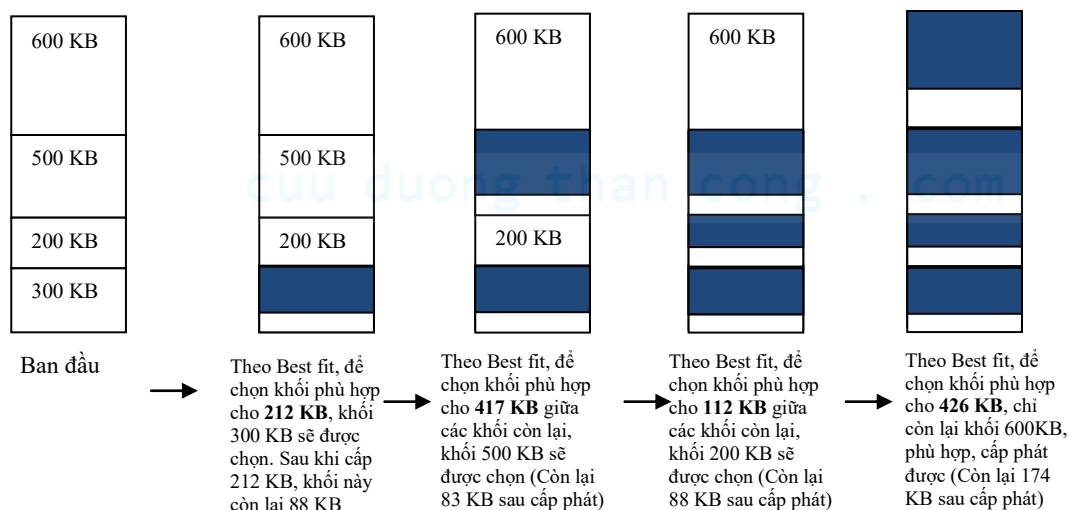 600 KB
500 KB
200 KB
300 KB
Ban đầu
600 KB
500 KB
200 KB
Theo Best fit, để
chọn khối phù hợp
cho 212 KB, khối
300 KB sẽ được
chọn. Sau khi cấp
212 KB, khối này
còn lại 88 KB
600 KB
200 KB
Theo Best fit, để
chọn khối phù hợp
cho 417 KB giữa
các khối còn lại,
khối 500 KB sẽ
được chọn (Còn lại
83 KB sau cấp phát)
600 KB
Theo Best fit, để
chọn khối phù hợp
cho 112 KB giữa
các khối còn lại,
khối 200 KB sẽ
được chọn (Còn lại
88 KB sau cấp phát)
Theo Best fit, để
chọn khối phù hợp
cho 426 KB, chỉ
còn lại khối 600KB,
phù hợp, cấp phát
được (Còn lại 174
KB sau cấp phát)
cuu duong than cong . com